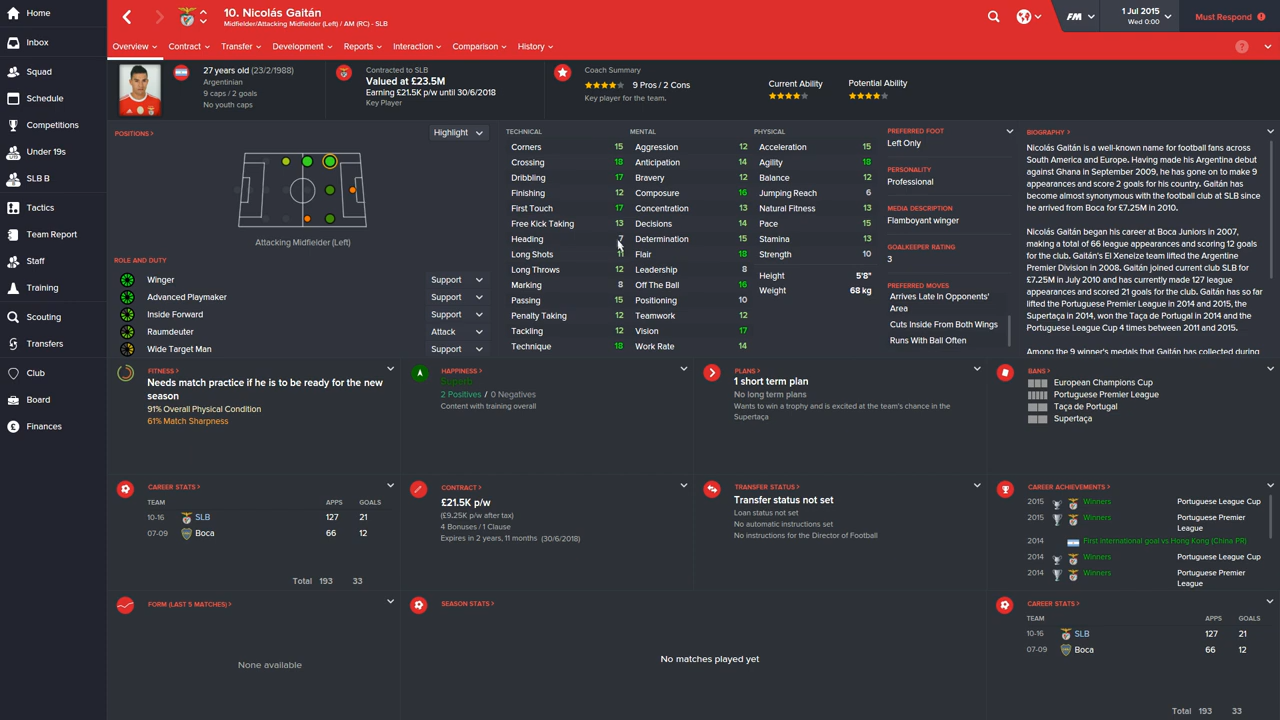 Home
Inbox
Squad
Schedule
Competitions
Under 19s
SLB B
Tactics
Team Report
Staff
Training
Scouting
Transfers
Club
Board
Finances
10. Nicolás Gaitán
Midfielder/Attacking Midfielder (Left) / AM (RC) - SLB
FM
1 Jul 2015
Wed 0:00
Must Respond
Overview Contract Transfer Development Reports Interaction Comparison History
27 years old (23/2/1988)
Argentinian
9 caps / 2 goals
No youth caps
Contracted to SLB
Valued at £23.5M
Earning £21.5K p/w until 30/6/2018
Key Player
Coach Summary
9 Pros / 2 Cons
Key player for the team.
Current Ability
Potential Ability
POSITIONS >
Highlight
Attacking Midfielder (Left)
ROLE AND DUTY
Winger Support
Advanced Playmaker Support
Inside Forward Support
Raumdeuter Attack
Wide Target Man Support
TECHNICAL
Corners 15
Crossing 18
Dribbling 17
Finishing 12
First Touch 17
Free Kick Taking 13
Heading 7
Long Shots 11
Long Throws 12
Marking 8
Passing 15
Penalty Taking 12
Tackling 12
Technique 18
MENTAL
Aggression 12
Anticipation 14
Bravery 12
Composure 16
Concentration 13
Decisions 14
Determination 15
Flair 18
Leadership 8
Off The Ball 16
Positioning 10
Teamwork 12
Vision 17
Work Rate 14
PHYSICAL
Acceleration 15
Agility 18
Balance 12
Jumping Reach 6
Natural Fitness 13
Pace 15
Stamina 13
Strength 10
Height 5'8"
Weight 68 kg
PREFERRED FOOT
Left Only
PERSONALITY
Professional
MEDIA DESCRIPTION
Flamboyant winger
GOALKEEPER RATING
3
PREFERRED MOVES
Arrives Late In Opponents'
Area
Cuts Inside From Both Wings
Runs With Ball Often
BIOGRAPHY >
Nicolás Gaitán is a well-known name for football fans across
South America and Europe. Having made his Argentina debut
against Ghana in September 2009, he has gone on to make 9
appearances and score 2 goals for his country. Gaitán has
become almost synonymous with the football club at SLB since
he arrived from Boca for £7.25M in 2010.
Nicolás Gaitán began his career at Boca Juniors in 2007,
making a total of 66 league appearances and scoring 12 goals
for the club. Gaitán's El Xeneize team lifted the Argentine
Premier Division in 2008. Gaitán joined current club SLB for
£7.25M in July 2010 and has currently made 127 league
appearances and scored 21 goals for the club. Gaitán has so far
lifted the Portuguese Premier League in 2014 and 2015, the
Supertaça in 2014, won the Taça de Portugal in 2014 and the
Portuguese League Cup 4 times between 2011 and 2015.
Among the 9 winner's medals that Gaitán has collected during
FITNESS >
Needs match practice if he is to be ready for the new
season
91% Overall Physical Condition
61% Match Sharpness
HAPPINESS >
Superb
2 Positives / 0 Negatives
Content with training overall
PLANS >
1 short term plan
No long term plans
Wants to win a trophy and is excited at the team's chance in the
Supertaça
BANS >
European Champions Cup
Portuguese Premier League
Taça de Portugal
Supertaça
CAREER STATS >
TEAM APPS GOALS
10-16 SLB 127 21
07-09 Boca 66 12
Total 193 33
CONTRACT >
£21.5K p/w
(£9.25K p/w after tax)
4 Bonuses / 1 Clause
Expires in 2 years, 11 months (30/6/2018)
TRANSFER STATUS >
Transfer status not set
Loan status not set
No automatic instructions set
No instructions for the Director of Football
CAREER ACHIEVEMENTS >
2015 Winners Portuguese League Cup
2015 Winners Portuguese Premier
League
2014 First international goal vs Hong Kong (China PR)
2014 Winners Portuguese League Cup
2014 Winners Portuguese Premier
League
FORM (LAST 5 MATCHES) >
None available
SEASON STATS >
No matches played yet
CAREER STATS >
TEAM APPS GOALS
10-16 SLB 127 21
07-09 Boca 66 12
Total 193 33